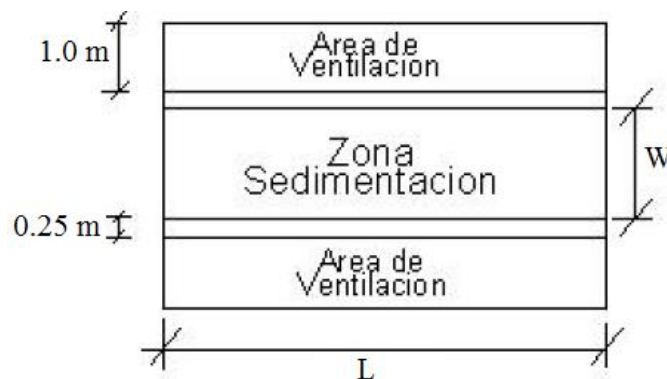 1.0 m
Area de
Ventilacion
Zona
Sedimentacion
W
0.25 m
Area de
Ventilacion
L